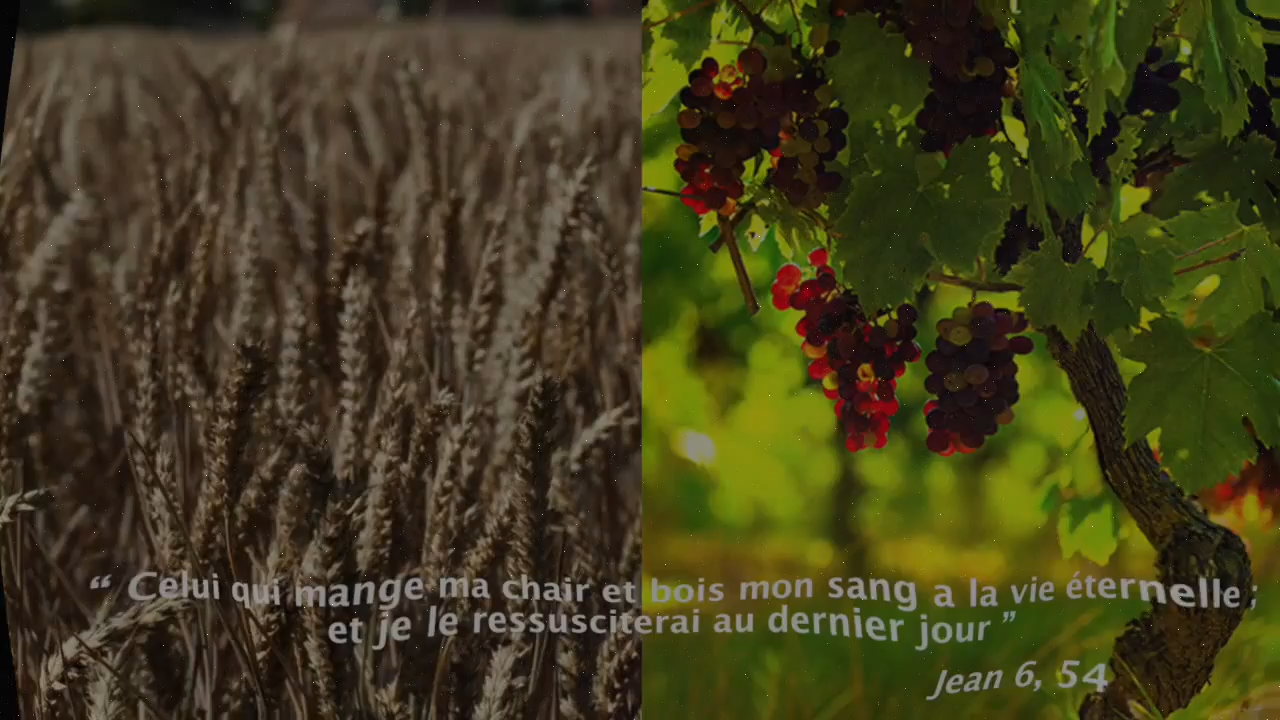 “ Celui qui mange ma chair et bois mon sang a la vie éternelle ;
et je le ressusciterai au dernier jour ”
Jean 6, 54